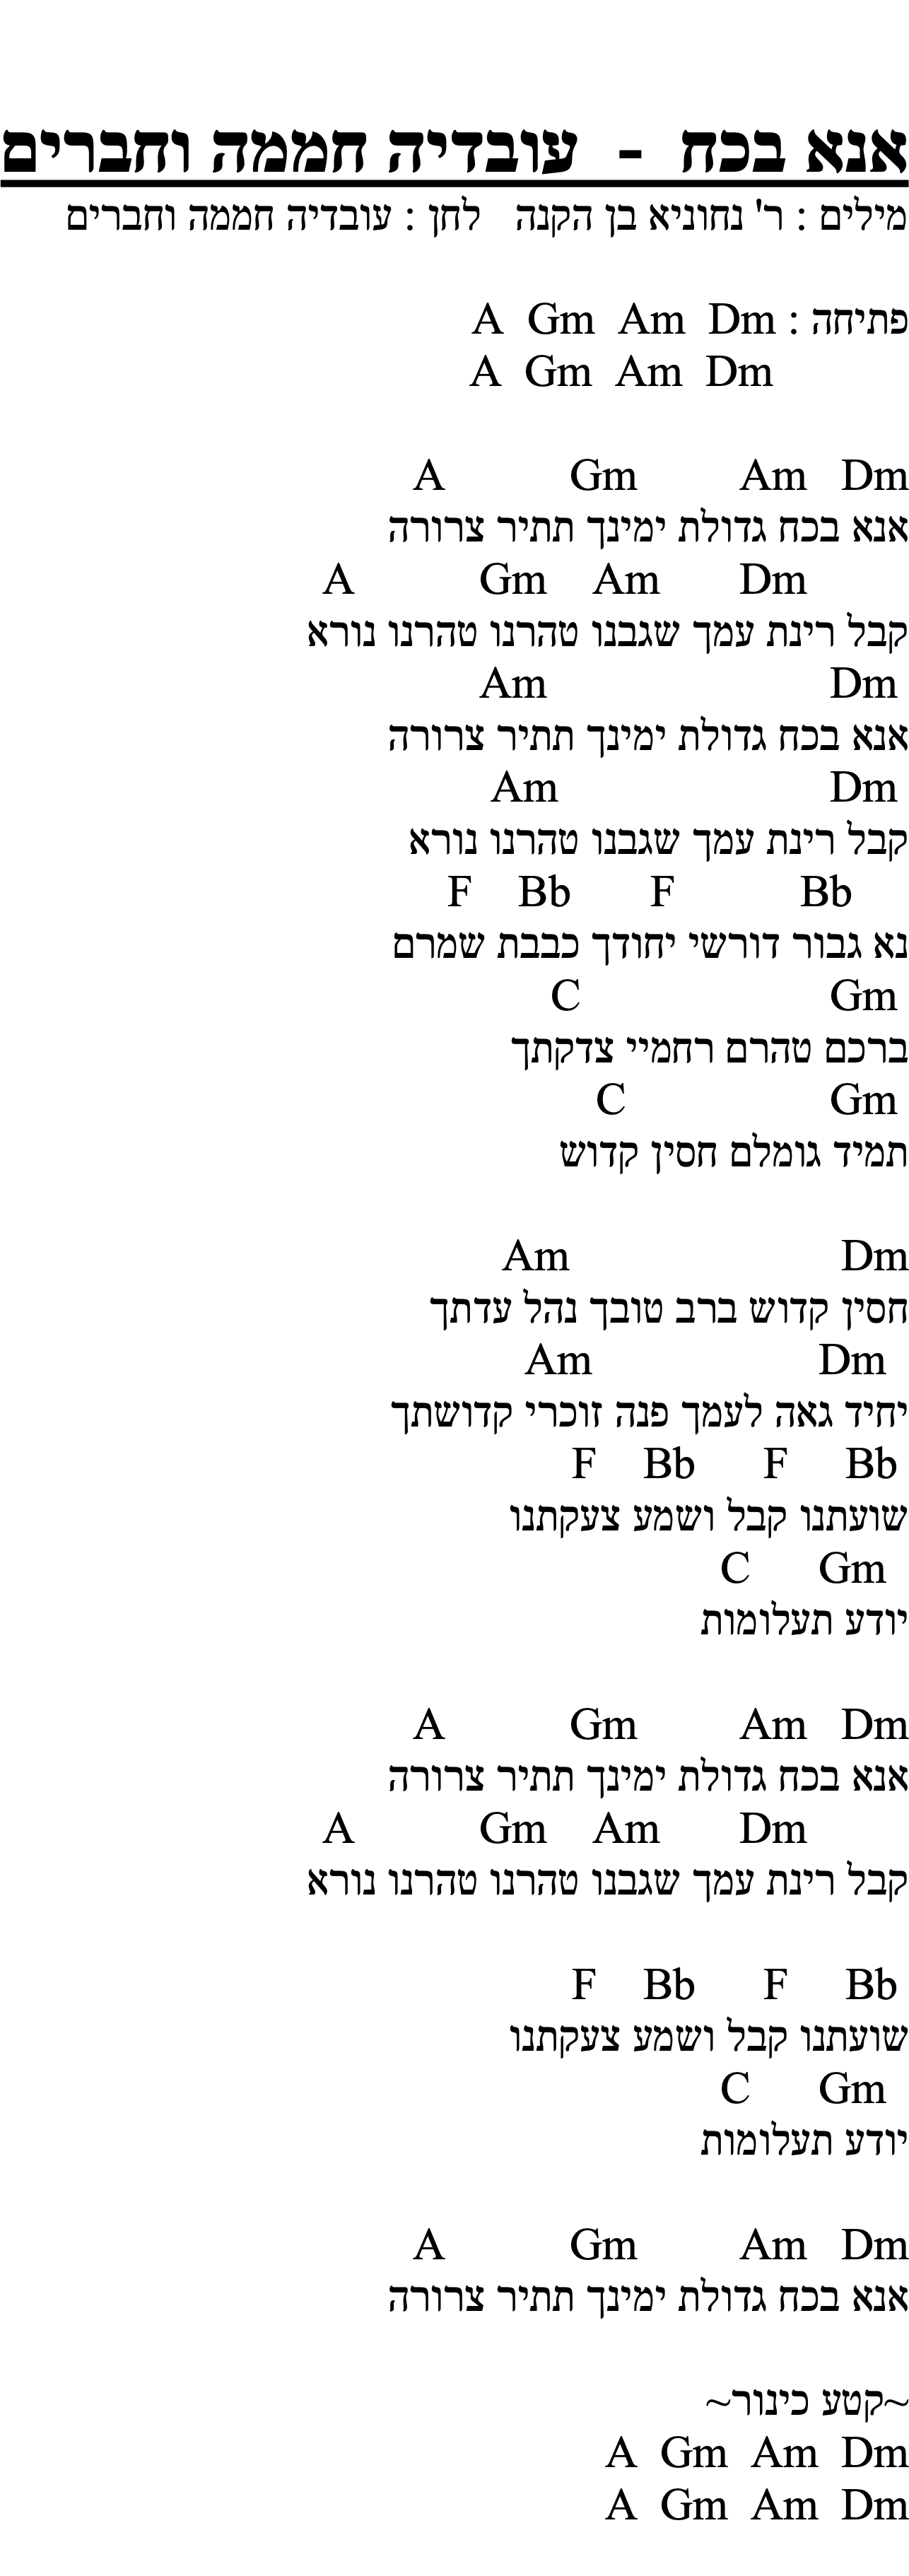 אנא בכח - עובדיה חממה וחברים
מילים : ר' נחוניא בן הקנה לחן : עובדיה חממה וחברים
פתיחה : A Gm Am Dm
A Gm Am Dm
A Gm Am Dm
אנא בכח גדולת ימינך תתיר צרורה
A Gm Am Dm
קבל רינת עמך שגבנו טהרנו טהרנו נורא
Am Dm
אנא בכח גדולת ימינך תתיר צרורה
Am Dm
קבל רינת עמך שגבנו טהרנו נורא
F Bb F Bb
נא גבור דורשי יחודך כבבת שמרם
C Gm
ברכם טהרם רחמיי צדקתך
C Gm
תמיד גומלם חסין קדוש
Am Dm
חסין קדוש ברב טובך נהל עדתך
Am Dm
יחיד גאה לעמך פנה זוכרי קדושתך
F Bb F Bb
שועתנו קבל ושמע צעקתנו
C Gm
יודע תעלומות
A Gm Am Dm
אנא בכח גדולת ימינך תתיר צרורה
A Gm Am Dm
קבל רינת עמך שגבנו טהרנו טהרנו נורא
F Bb F Bb
שועתנו קבל ושמע צעקתנו
C Gm
יודע תעלומות
A Gm Am Dm
אנא בכח גדולת ימינך תתיר צרורה
~קטע כינור~
A Gm Am Dm
A Gm Am Dm